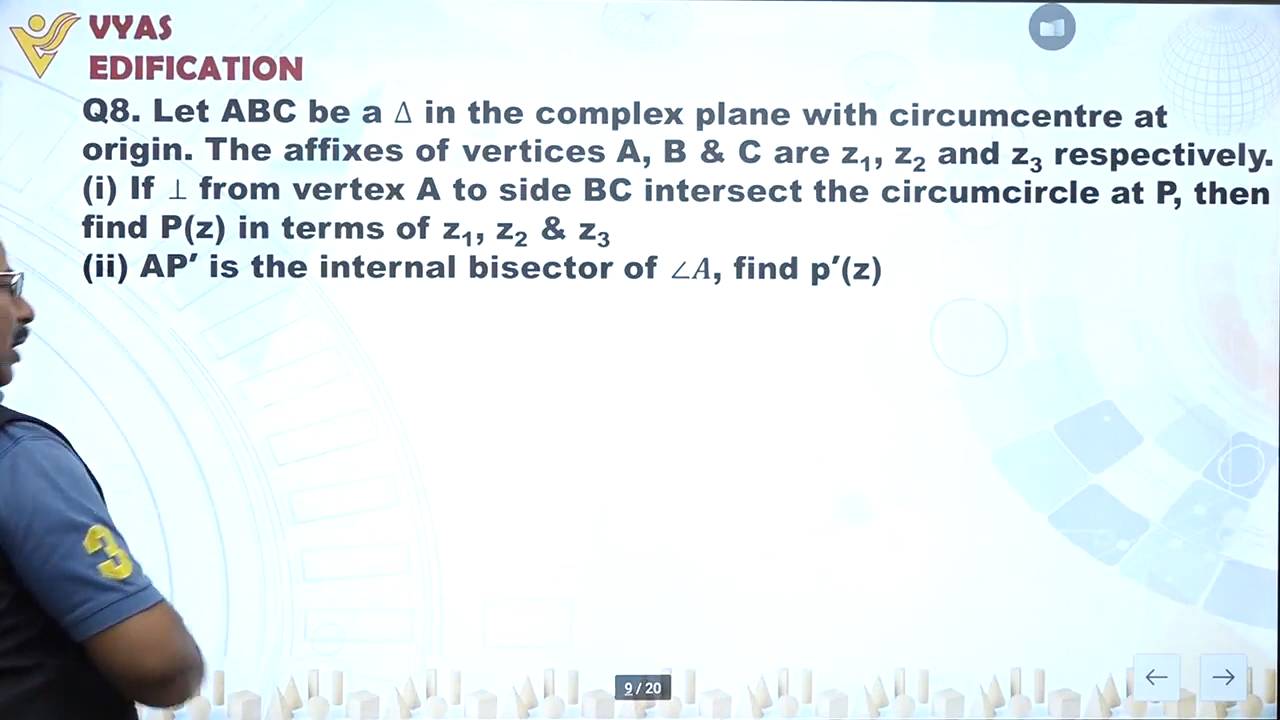 VYAS
EDIFICATION
Q8. Let ABC be a Δ in the complex plane with circumcentre at
origin. The affixes of vertices A, B & C are z₁, z₂ and z₃ respectively.
(i) If ⊥ from vertex A to side BC intersect the circumcircle at P, then
find P(z) in terms of z₁, z₂ & z₃
(ii) AP′ is the internal bisector of ∠A, find p′(z)
3
9 / 20